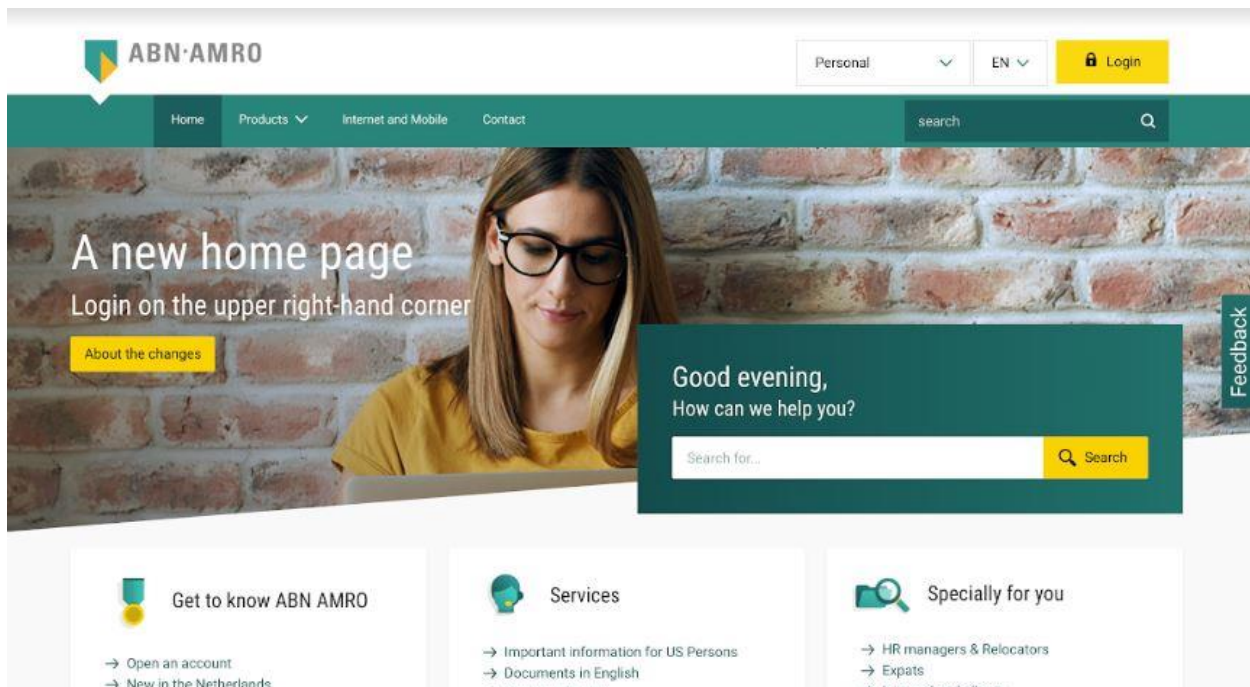 ABN·AMRO
Personal
EN
Login
Home
Products
Internet and Mobile
Contact
search
A new home page
Login on the upper right-hand corner
About the changes
Feedback
Good evening,
How can we help you?
Search for...
Search
Get to know ABN AMRO
→ Open an account
→ New in the Netherlands
Services
→ Important information for US Persons
→ Documents in English
Specially for you
→ HR managers & Relocators
→ Expats